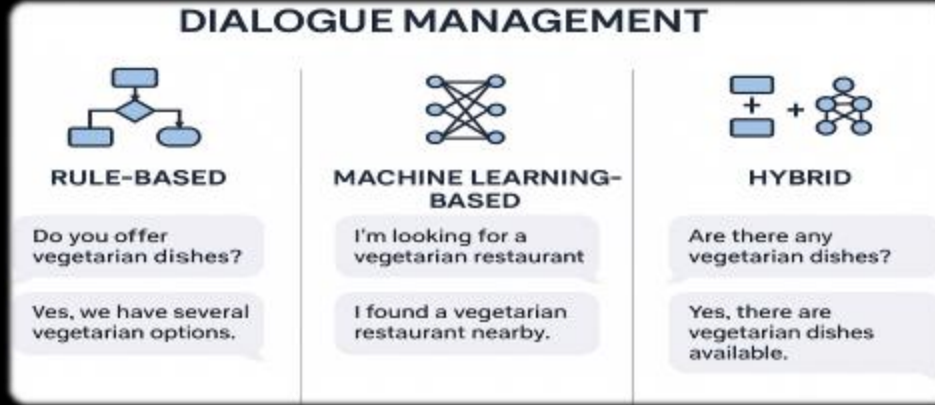 DIALOGUE MANAGEMENT
RULE-BASED
Do you offer
vegetarian dishes?
Yes, we have several
vegetarian options.
MACHINE LEARNING-
BASED
I'm looking for a
vegetarian restaurant
I found a vegetarian
restaurant nearby.
HYBRID
Are there any
vegetarian dishes?
Yes, there are
vegetarian dishes
available.